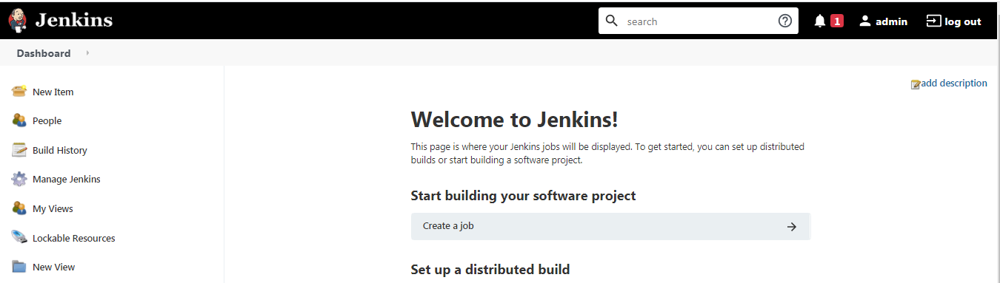 Jenkins
search
1
admin
log out
Dashboard
New Item
People
Build History
Manage Jenkins
My Views
Lockable Resources
New View
add description
Welcome to Jenkins!
This page is where your Jenkins jobs will be displayed. To get started, you can set up distributed
builds or start building a software project.
Start building your software project
Create a job
Set up a distributed build